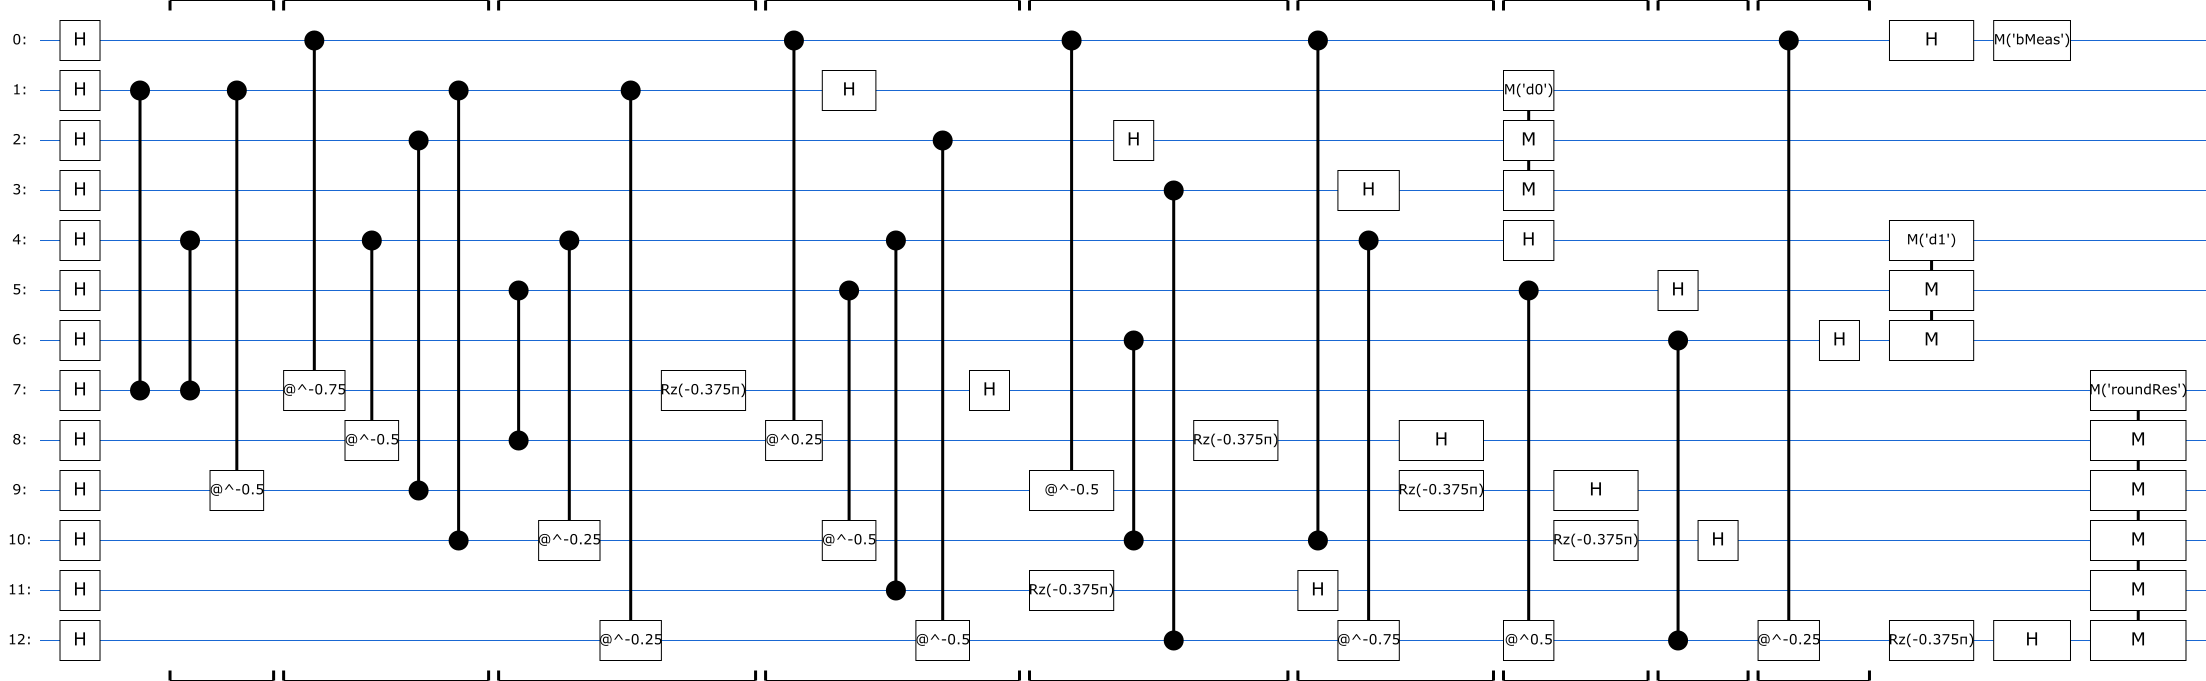 0: H H M('bMeas')
1: H H M('d0')
2: H H M
3: H H M
4: H H M('d1')
5: H H M
6: H H M
7: H @^-0.75 Rz(-0.375π) H M('roundRes')
8: H @^-0.5 @^0.25 Rz(-0.375π) H M
9: H @^-0.5 @^-0.5 Rz(-0.375π) H M
10: H @^-0.25 @^-0.5 Rz(-0.375π) H M
11: H Rz(-0.375π) H M
12: H @^-0.25 @^-0.5 @^-0.75 @^0.5 @^-0.25 Rz(-0.375π) H M